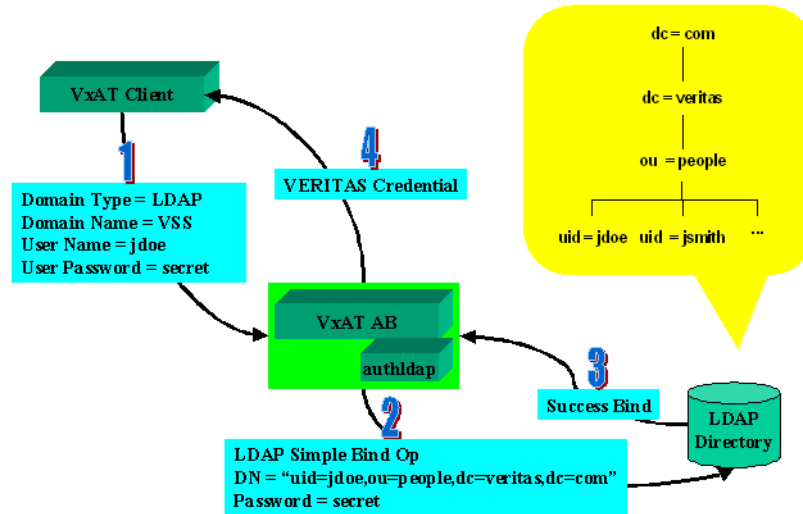 dc = com
dc = veritas
ou = people
uid = jdoe uid = jsmith ...
VxAT Client
1
Domain Type = LDAP
Domain Name = VSS
User Name = jdoe
User Password = secret
4
VERITAS Credential
VxAT AB
authldap
2
LDAP Simple Bind Op
DN = “uid=jdoe,ou=people,dc=veritas,dc=com”
Password = secret
3
Success Bind
LDAP
Directory